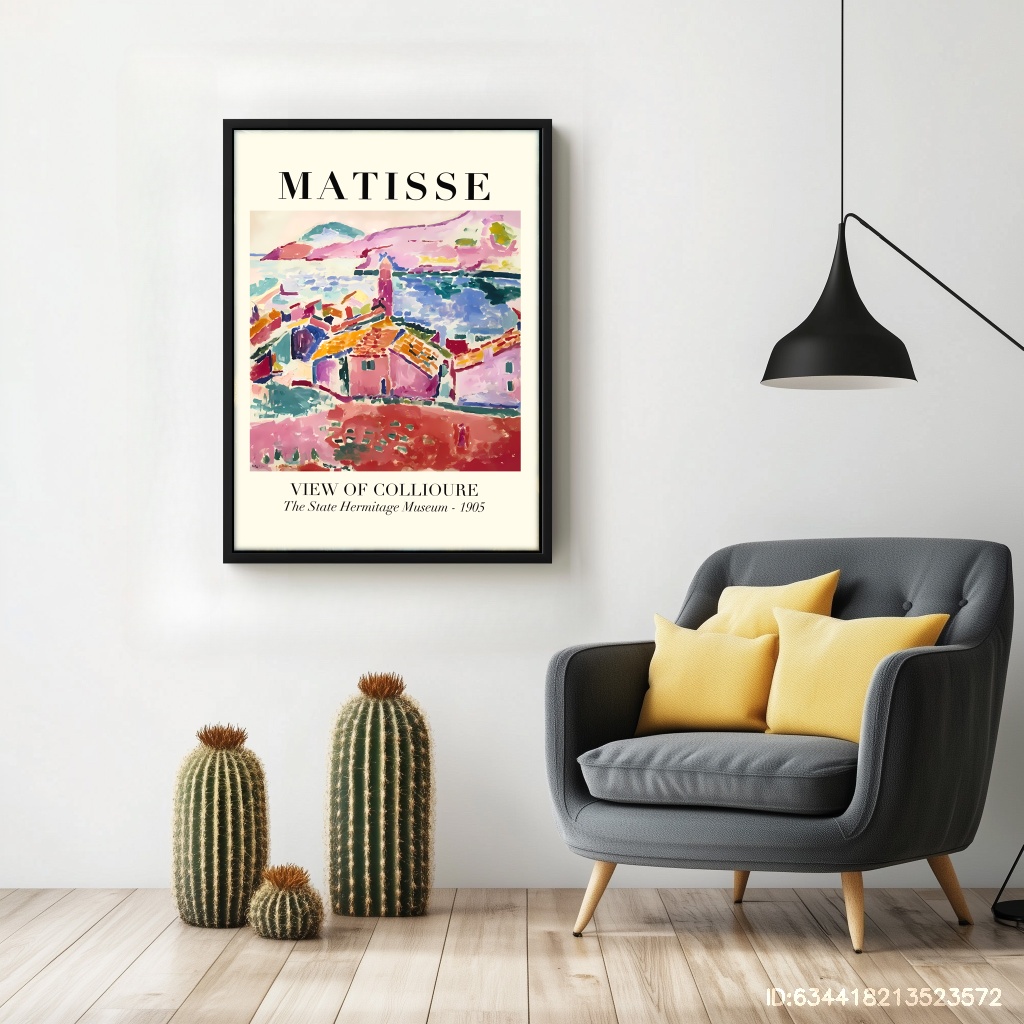 MATISSE
VIEW OF COLLIOURE
The State Hermitage Museum - 1905
ID:634418213523572